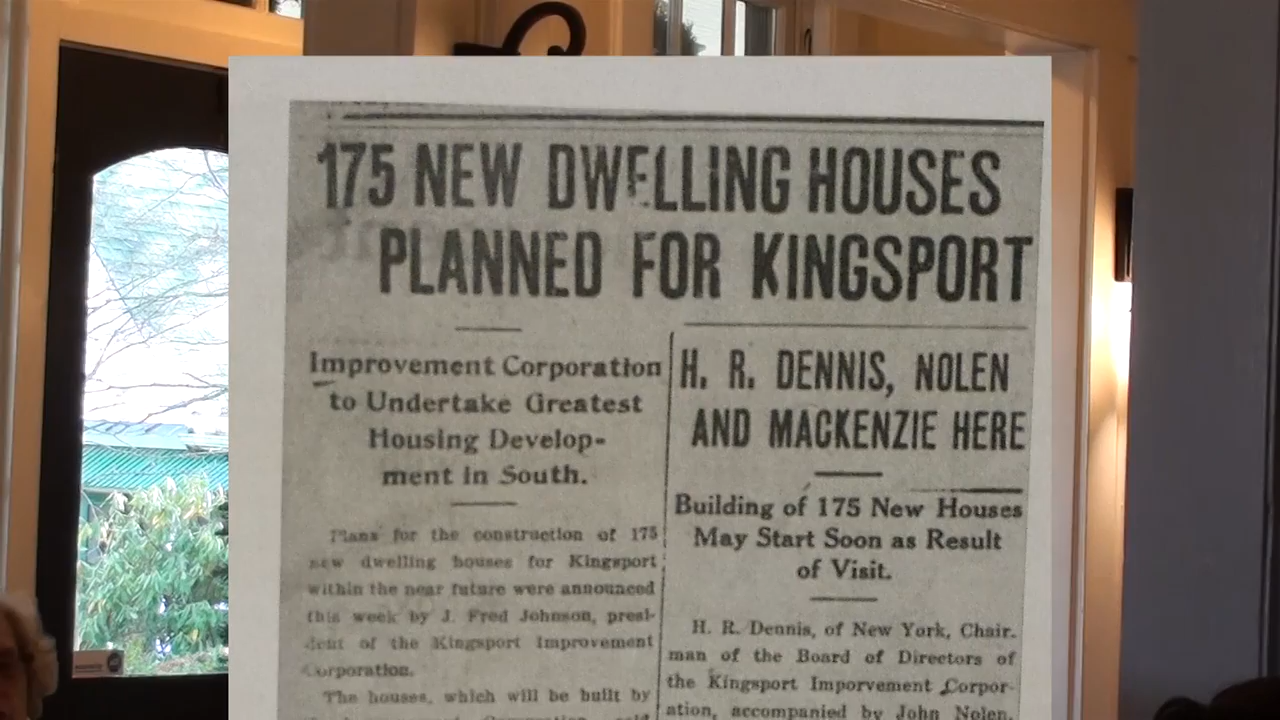 175 NEW DWELLING HOUSES
PLANNED FOR KINGSPORT
Improvement Corporation
to Undertake Greatest
Housing Develop-
ment in South.
Plans for the construction of 175
new dwelling houses for Kingsport
within the near future were announced
this week by J. Fred Johnson, presi-
dent of the Kingsport Improvement
Corporation.
The houses, which will be built by
H. R. DENNIS, NOLEN
AND MACKENZIE HERE
Building of 175 New Houses
May Start Soon as Result
of Visit.
H. R. Dennis, of New York, Chair-
man of the Board of Directors of
the Kingsport Imporvement Corpor-
ation, accompanied by John Nolen,